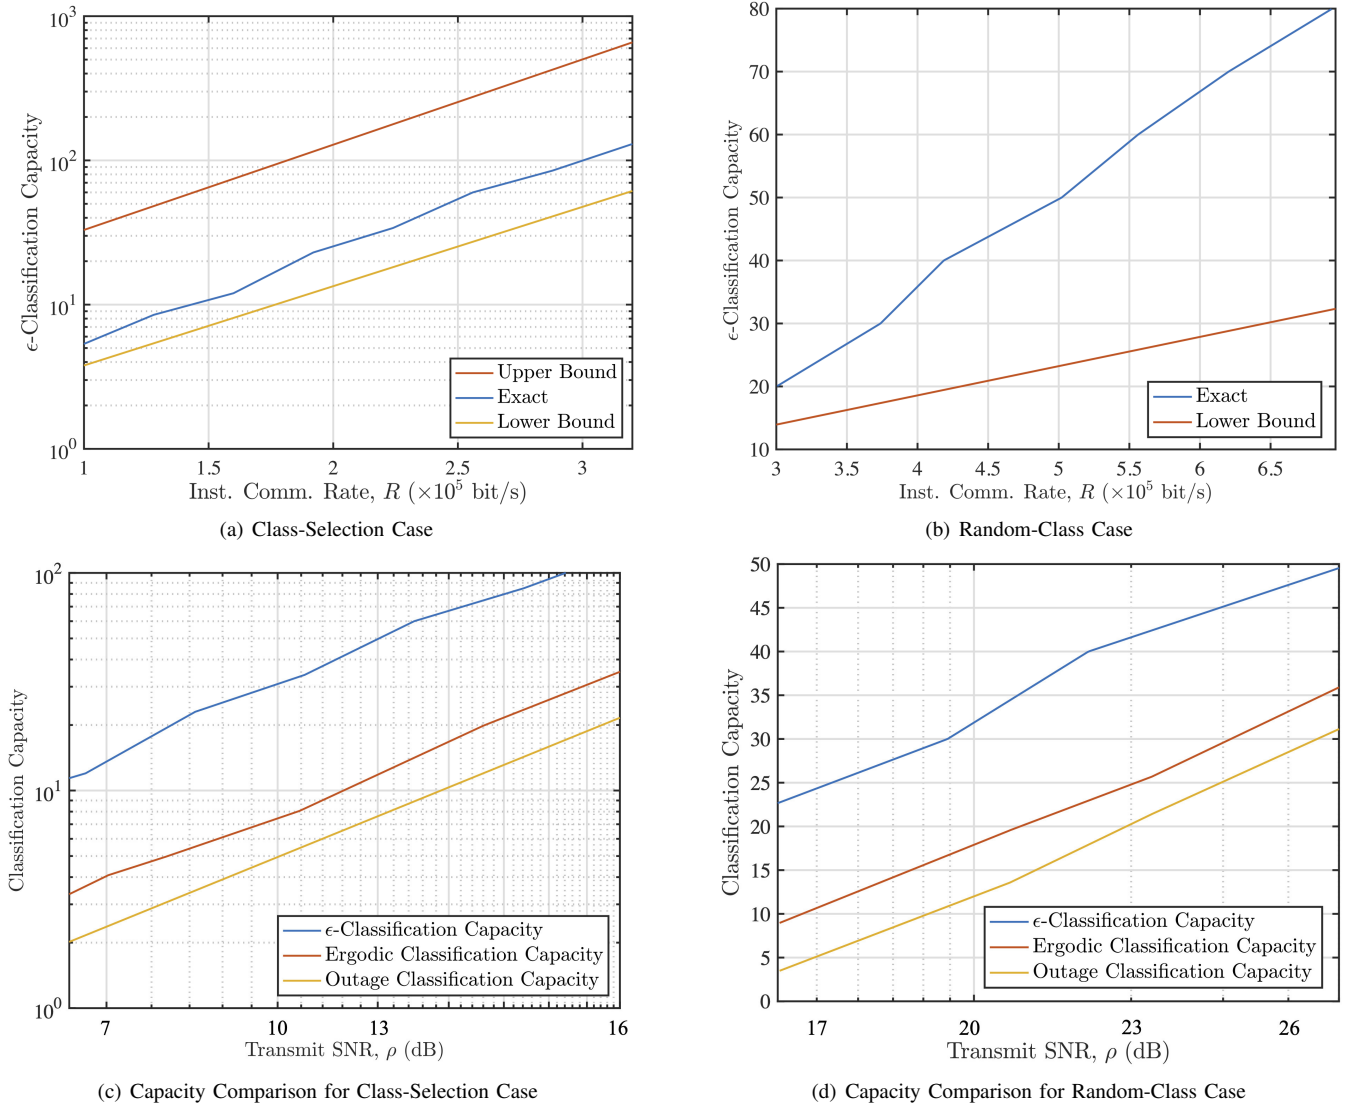 10^3
10^2
10^1
10^0
ϵ-Classification Capacity
Upper Bound
Exact
Lower Bound
1 1.5 2 2.5 3
Inst. Comm. Rate, R (×10^5 bit/s)
(a) Class-Selection Case
80
70
60
50
40
30
20
10
ϵ-Classification Capacity
Exact
Lower Bound
3 3.5 4 4.5 5 5.5 6 6.5
Inst. Comm. Rate, R (×10^5 bit/s)
(b) Random-Class Case
10^2
10^1
10^0
Classification Capacity
ϵ-Classification Capacity
Ergodic Classification Capacity
Outage Classification Capacity
7 10 13 16
Transmit SNR, ρ (dB)
(c) Capacity Comparison for Class-Selection Case
50
45
40
35
30
25
20
15
10
5
0
Classification Capacity
ϵ-Classification Capacity
Ergodic Classification Capacity
Outage Classification Capacity
17 20 23 26
Transmit SNR, ρ (dB)
(d) Capacity Comparison for Random-Class Case